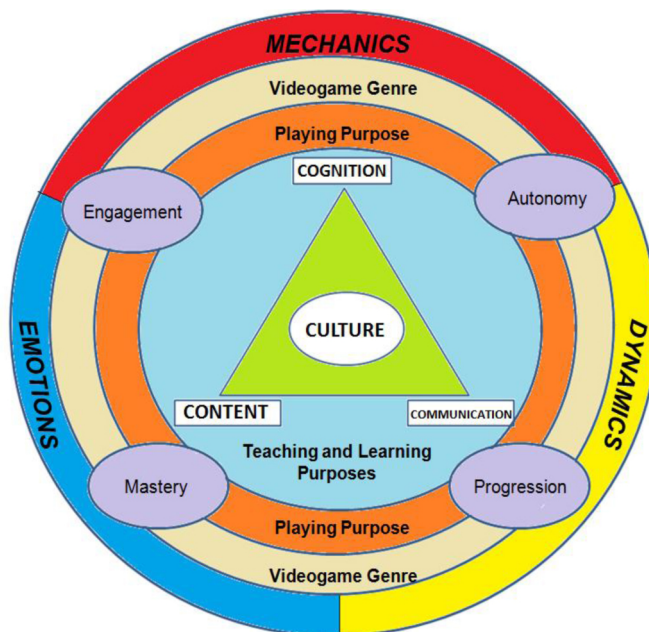 MECHANICS
Videogame Genre
Playing Purpose
COGNITION
Engagement
Autonomy
CULTURE
EMOTIONS
DYNAMICS
CONTENT
COMMUNICATION
Teaching and Learning
Purposes
Mastery
Progression
Playing Purpose
Videogame Genre